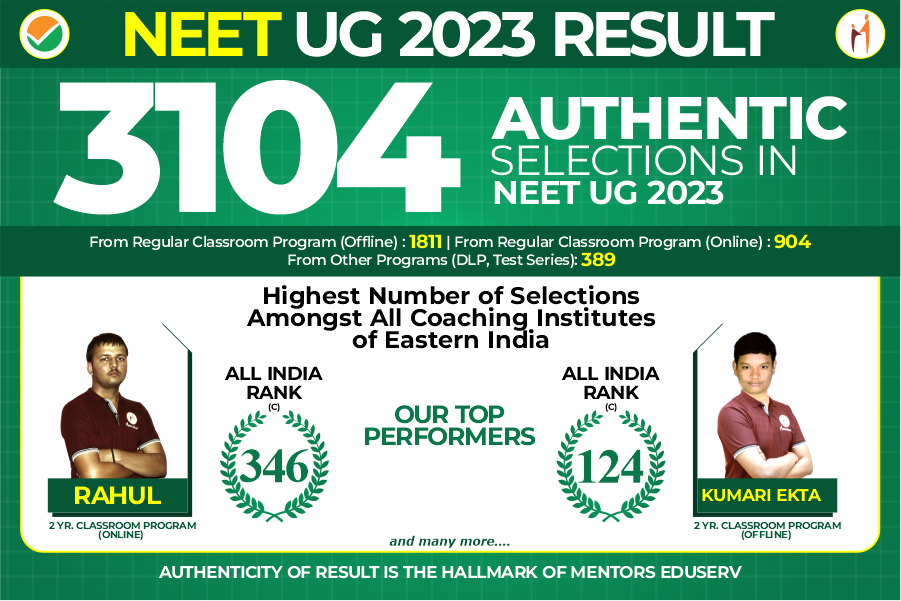 NEET UG 2023 RESULT
3104
AUTHENTIC
SELECTIONS IN
NEET UG 2023
From Regular Classroom Program (Offline) : 1811 | From Regular Classroom Program (Online) : 904
From Other Programs (DLP, Test Series): 389
Highest Number of Selections
Amongst All Coaching Institutes
of Eastern India
ALL INDIA
RANK
(C)
346
RAHUL
2 YR. CLASSROOM PROGRAM
(ONLINE)
OUR TOP
PERFORMERS
ALL INDIA
RANK
(C)
124
KUMARI EKTA
2 YR. CLASSROOM PROGRAM
(OFFLINE)
and many more....
AUTHENTICITY OF RESULT IS THE HALLMARK OF MENTORS EDUSERV